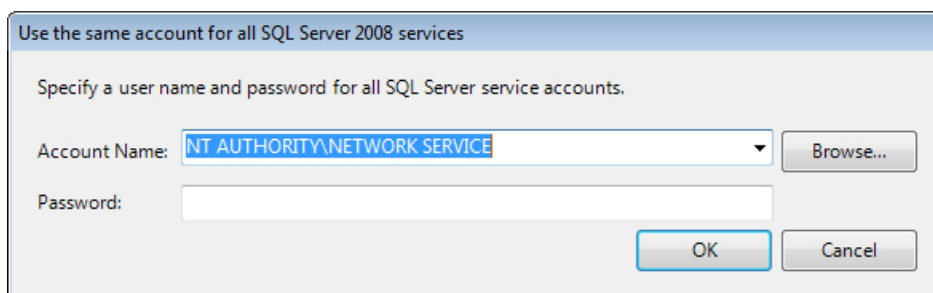 Use the same account for all SQL Server 2008 services
Specify a user name and password for all SQL Server service accounts.
Account Name: NT AUTHORITY\NETWORK SERVICE Browse...
Password:
OK Cancel